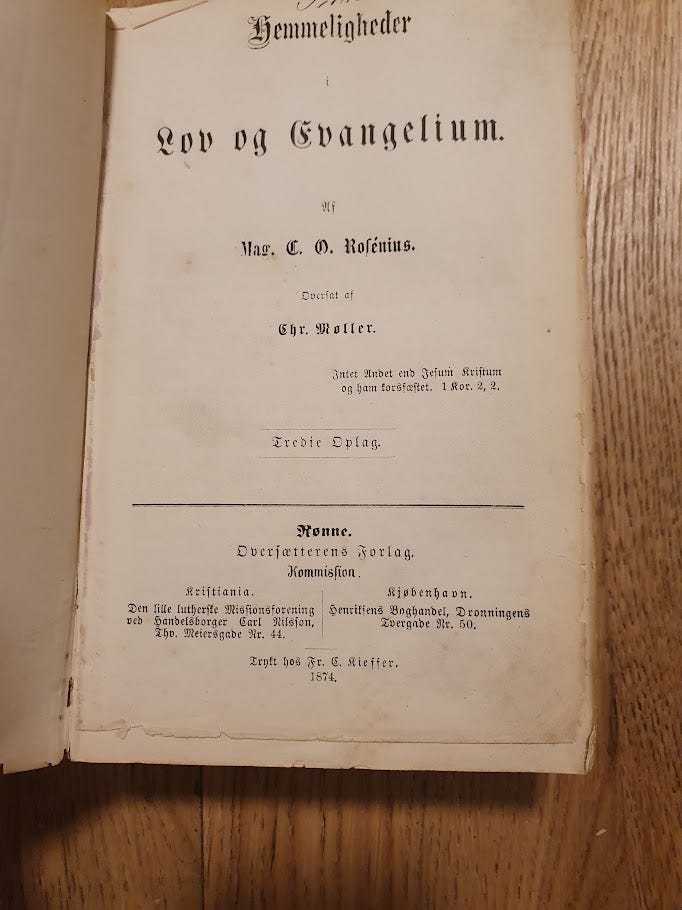 Hemmeligheder
i
Lov og Evangelium.
Af
Mag. C. O. Rosénius.
Oversat af
Chr. Møller.
Intet Andet end Jesum Kristum
og ham korsfæstet. 1 Kor. 2, 2.
Tredie Oplag.
Rønne.
Oversætterens Forlag.
Kommission.
Kristiania.
Den lille lutherske Missionsforening
ved Handelsborger Carl Nilsson,
Thv. Meiersgade Nr. 44.
Kjøbenhavn.
Henriksens Boghandel, Dronningens
Tvergade Nr. 50.
Trykt hos Fr. C. Kieffer.
1874.